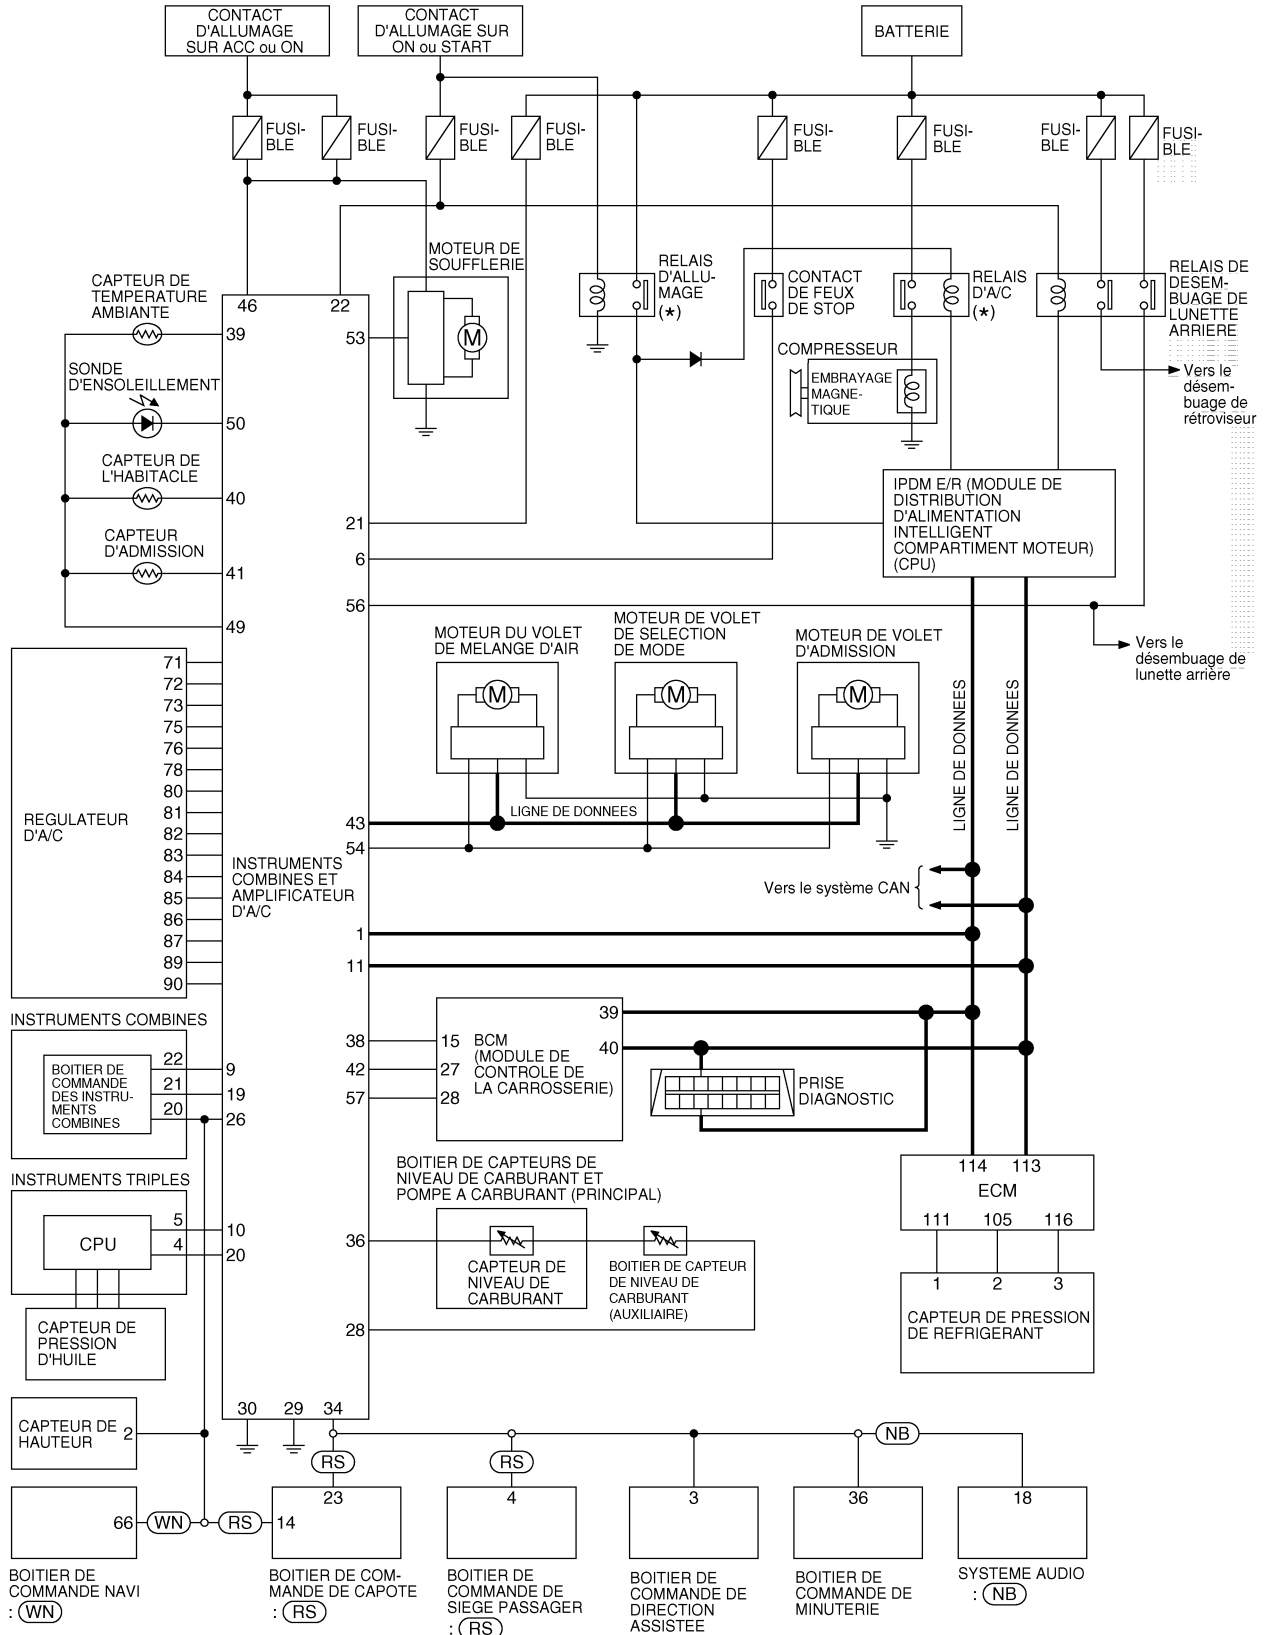 CONTACT
D'ALLUMAGE
SUR ACC ou ON
CONTACT
D'ALLUMAGE SUR
ON ou START
BATTERIE
FUSI-
BLE
FUSI-
BLE
FUSI-
BLE
FUSI-
BLE
FUSI-
BLE
FUSI-
BLE
FUSI-
BLE
FUSI-
BLE
MOTEUR DE
SOUFFLERIE
M
RELAIS
D'ALLU-
MAGE
(*)
CONTACT
DE FEUX
DE STOP
RELAIS
D'A/C
(*)
RELAIS DE
DESEM-
BUAGE DE
LUNETTE
ARRIERE
COMPRESSEUR
EMBRAYAGE
MAGNE-
TIQUE
Vers le
désem-
buage de
rétroviseur
CAPTEUR DE
TEMPERATURE
AMBIANTE
SONDE
D'ENSOLEILLEMENT
CAPTEUR DE
L'HABITACLE
CAPTEUR
D'ADMISSION
46
22
39
53
50
40
41
49
21
6
56
IPDM E/R (MODULE DE
DISTRIBUTION
D'ALIMENTATION
INTELLIGENT
COMPARTIMENT MOTEUR)
(CPU)
Vers le
désembuage de
lunette arrière
MOTEUR DU VOLET
DE MELANGE D'AIR
M
MOTEUR DE VOLET
DE SELECTION
DE MODE
M
MOTEUR DE VOLET
D'ADMISSION
M
LIGNE DE DONNEES
LIGNE DE DONNEES
LIGNE DE DONNEES
43
54
REGULATEUR
D'A/C
71
72
73
75
76
78
80
81
82
83
84
85
86
87
89
90
INSTRUMENTS
COMBINES ET
AMPLIFICATEUR
D'A/C
Vers le système CAN
1
11
38
42
57
15
27
28
BCM
(MODULE DE
CONTROLE DE
LA CARROSSERIE)
39
40
PRISE
DIAGNOSTIC
INSTRUMENTS COMBINES
BOITIER DE
COMMANDE
DES INSTRU-
MENTS
COMBINES
22
21
20
9
19
26
INSTRUMENTS TRIPLES
CPU
5
4
10
20
CAPTEUR DE
PRESSION
D'HUILE
BOITIER DE CAPTEURS DE
NIVEAU DE CARBURANT ET
POMPE A CARBURANT (PRINCIPAL)
36
CAPTEUR DE
NIVEAU DE
CARBURANT
BOITIER DE CAPTEUR
DE NIVEAU DE
CARBURANT
(AUXILIAIRE)
28
114
113
ECM
111
105
116
1
2
3
CAPTEUR DE PRESSION
DE REFRIGERANT
30
29
34
CAPTEUR DE
HAUTEUR
2
RS
RS
NB
66
WN
RS
14
23
4
3
36
18
BOITIER DE
COMMANDE NAVI
: WN
BOITIER DE COM-
MANDE DE CAPOTE
: RS
BOITIER DE
COMMANDE DE
SIEGE PASSAGER
: RS
BOITIER DE
COMMANDE DE
DIRECTION
ASSISTEE
BOITIER DE
COMMANDE DE
MINUTERIE
SYSTEME AUDIO
: NB